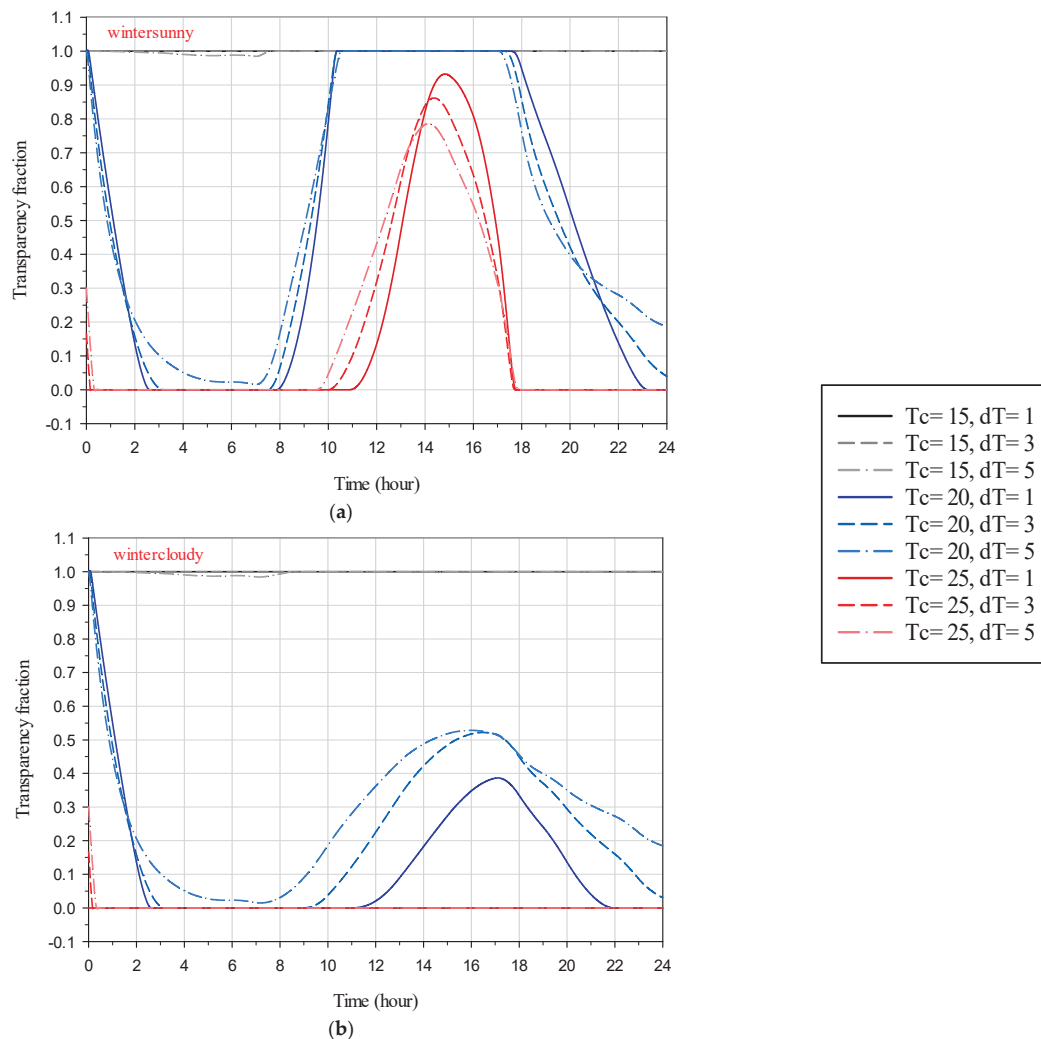 wintersunny
1.1
1.0
0.9
0.8
0.7
0.6
0.5
0.4
0.3
0.2
0.1
0.0
-0.1
Transparency fraction
0 2 4 6 8 10 12 14 16 18 20 22 24
Time (hour)
(a)
wintercloudy
1.1
1.0
0.9
0.8
0.7
0.6
0.5
0.4
0.3
0.2
0.1
0.0
-0.1
Transparency fraction
0 2 4 6 8 10 12 14 16 18 20 22 24
Time (hour)
(b)
Tc= 15, dT= 1
Tc= 15, dT= 3
Tc= 15, dT= 5
Tc= 20, dT= 1
Tc= 20, dT= 3
Tc= 20, dT= 5
Tc= 25, dT= 1
Tc= 25, dT= 3
Tc= 25, dT= 5